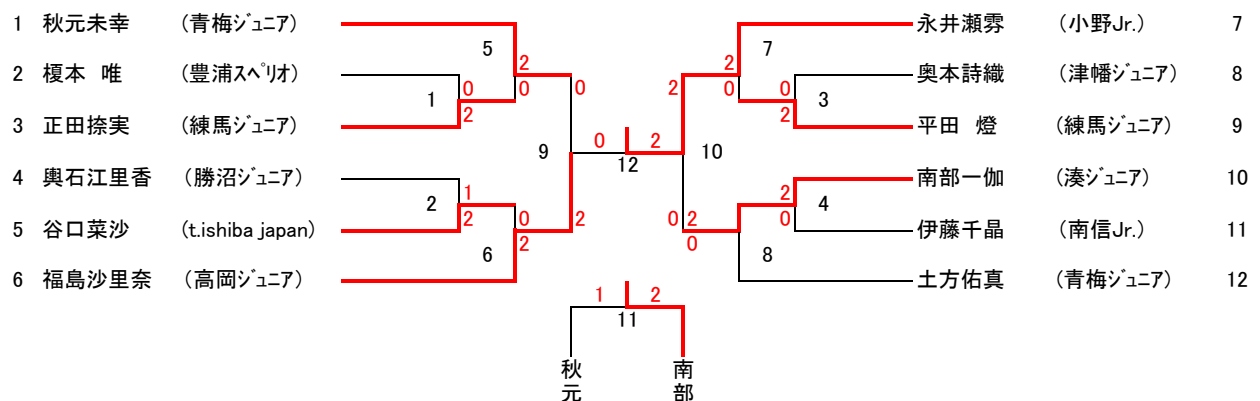 1 秋元未幸 (青梅ジュニア) 永井瀬雰 (小野Jr.) 7
5 7
2 榎本 唯 (豊浦スペリオ) 2 0 2 2 奥本詩織 (津幡ジュニア) 8
1 0 0 0 0 3
3 正田捺実 (練馬ジュニア) 2 2 平田 燈 (練馬ジュニア) 9
9 0 12 2 10
4 輿石江里香 (勝沼ジュニア) 南部一伽 (湊ジュニア) 10
2 1 2 4
5 谷口菜沙 (t.ishiba japan) 2 0 2 0 2 0 伊藤千晶 (南信Jr.) 11
6 2 0 8
6 福島沙里奈 (高岡ジュニア) 土方佑真 (青梅ジュニア) 12
1 2
11
秋元 南部